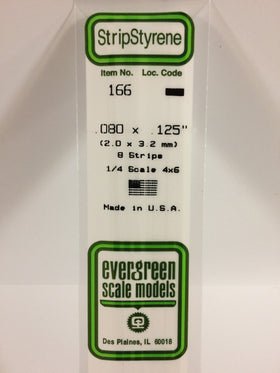 StripStyrene
Item No. Loc. Code
166
.080 x .125"
(2.0 x 3.2 mm)
8 Strips
1/4 Scale 4x6
Made in U.S.A.
evergreen
scale models
Des Plaines, IL 60018